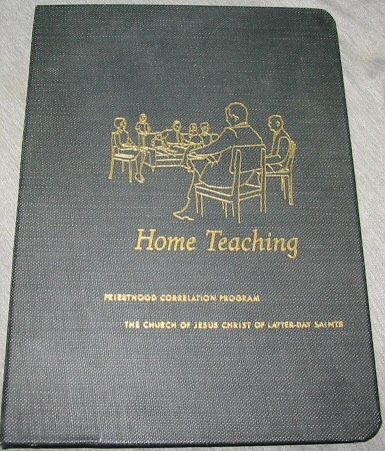 Home Teaching
PRIESTHOOD CORRELATION PROGRAM
THE CHURCH OF JESUS CHRIST OF LATTER-DAY SAINTS